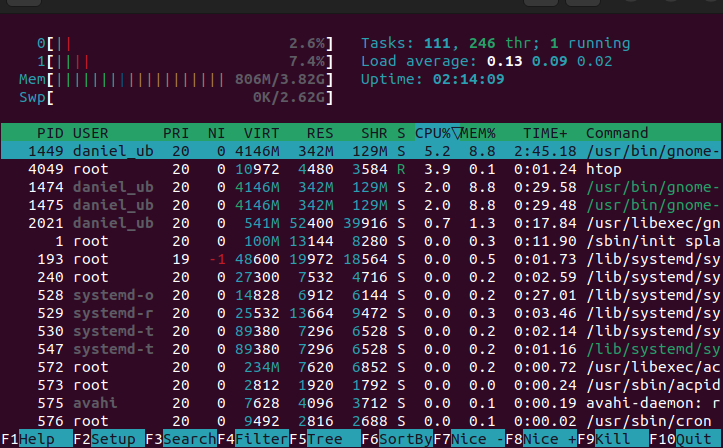 0[|| 2.6%] Tasks: 111, 246 thr; 1 running
1[|||| 7.4%] Load average: 0.13 0.09 0.02
Mem[||||||||||||||||||||||| 806M/3.82G] Uptime: 02:14:09
Swp[ 0K/2.62G]
PID USER PRI NI VIRT RES SHR S CPU%▽MEM% TIME+ Command
1449 daniel_ub 20 0 4146M 342M 129M S 5.2 8.8 2:45.18 /usr/bin/gnome-
4049 root 20 0 10972 4480 3584 R 3.9 0.1 0:01.24 htop
1474 daniel_ub 20 0 4146M 342M 129M S 2.0 8.8 0:29.58 /usr/bin/gnome-
1475 daniel_ub 20 0 4146M 342M 129M S 2.0 8.8 0:29.48 /usr/bin/gnome-
2021 daniel_ub 20 0 541M 52400 39916 S 0.7 1.3 0:17.84 /usr/libexec/gn
1 root 20 0 100M 13144 8280 S 0.0 0.3 0:11.90 /sbin/init spla
193 root 19 -1 48600 19972 18564 S 0.0 0.5 0:01.73 /lib/systemd/sy
240 root 20 0 27300 7532 4716 S 0.0 0.2 0:02.59 /lib/systemd/sy
528 systemd-o 20 0 14828 6912 6144 S 0.0 0.2 0:27.01 /lib/systemd/sy
529 systemd-r 20 0 25532 13664 9472 S 0.0 0.3 0:03.46 /lib/systemd/sy
530 systemd-t 20 0 89380 7296 6528 S 0.0 0.2 0:02.14 /lib/systemd/sy
547 systemd-t 20 0 89380 7296 6528 S 0.0 0.2 0:01.16 /lib/systemd/sy
572 root 20 0 234M 7620 6852 S 0.0 0.2 0:00.72 /usr/libexec/ac
573 root 20 0 2812 1920 1792 S 0.0 0.0 0:00.24 /usr/sbin/acpid
575 avahi 20 0 7628 4096 3712 S 0.0 0.1 0:00.19 avahi-daemon: r
576 root 20 0 9492 2816 2688 S 0.0 0.1 0:00.02 /usr/sbin/cron
F1Help F2Setup F3SearchF4FilterF5Tree F6SortByF7Nice -F8Nice +F9Kill F10Quit